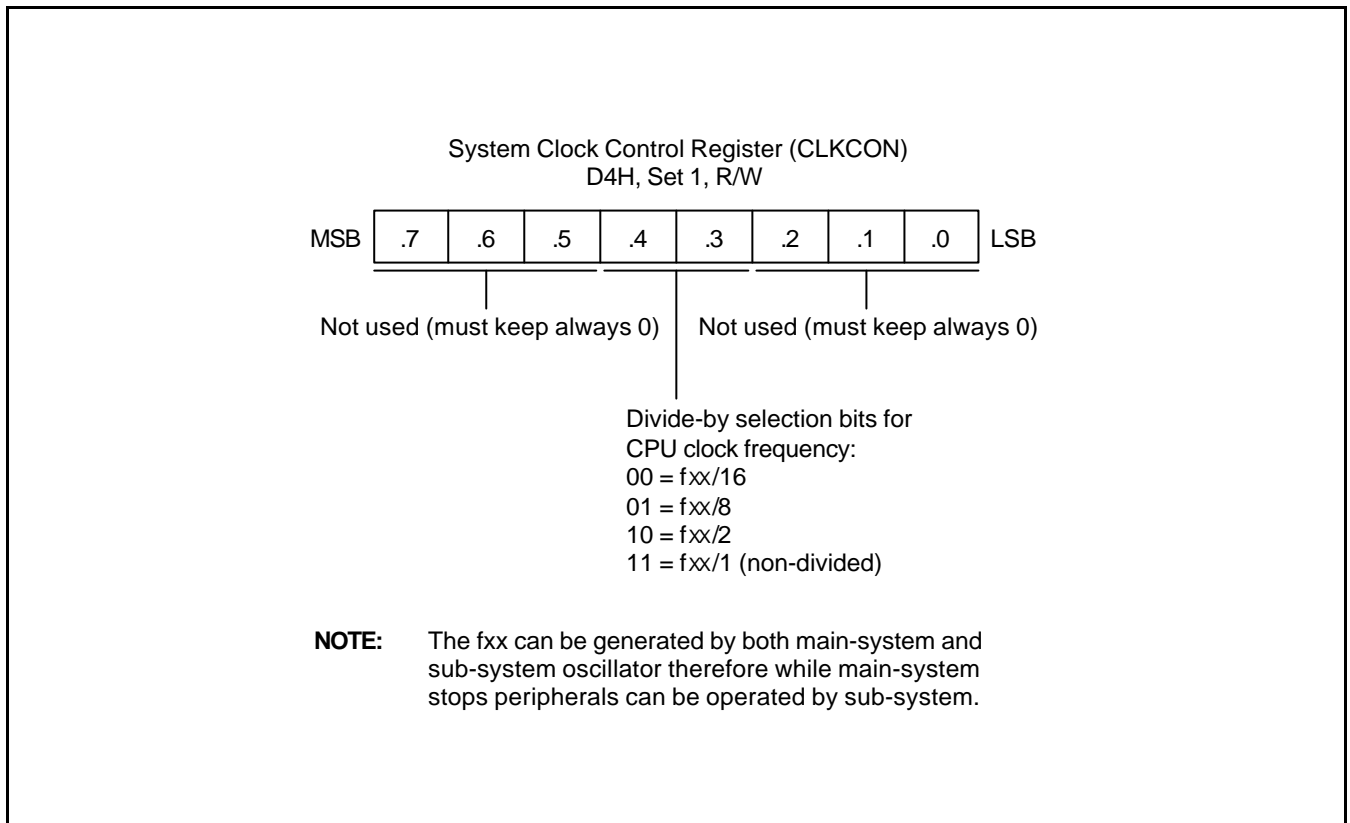 System Clock Control Register (CLKCON)
D4H, Set 1, R/W
MSB .7 .6 .5 .4 .3 .2 .1 .0 LSB
Not used (must keep always 0) Not used (must keep always 0)
Divide-by selection bits for
CPU clock frequency:
00 = fxx/16
01 = fxx/8
10 = fxx/2
11 = fxx/1 (non-divided)
NOTE: The fxx can be generated by both main-system and
sub-system oscillator therefore while main-system
stops peripherals can be operated by sub-system.